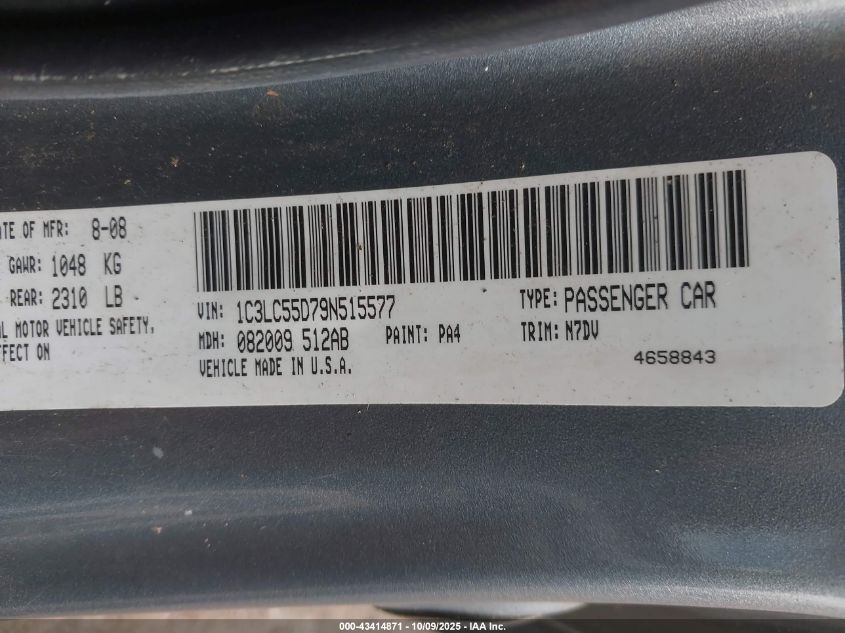 ATE OF MFR: 8-08
GAWR: 1048 KG
REAR: 2310 LB
AL MOTOR VEHICLE SAFETY,
FFECT ON
VIN: 1C3LC55D79N515577
TYPE: PASSENGER CAR
MDH: 082009 512AB
PAINT: PA4
TRIM: N7DV
VEHICLE MADE IN U.S.A.
4658843
000-43414871 | 10/09/2025 - IAA Inc.